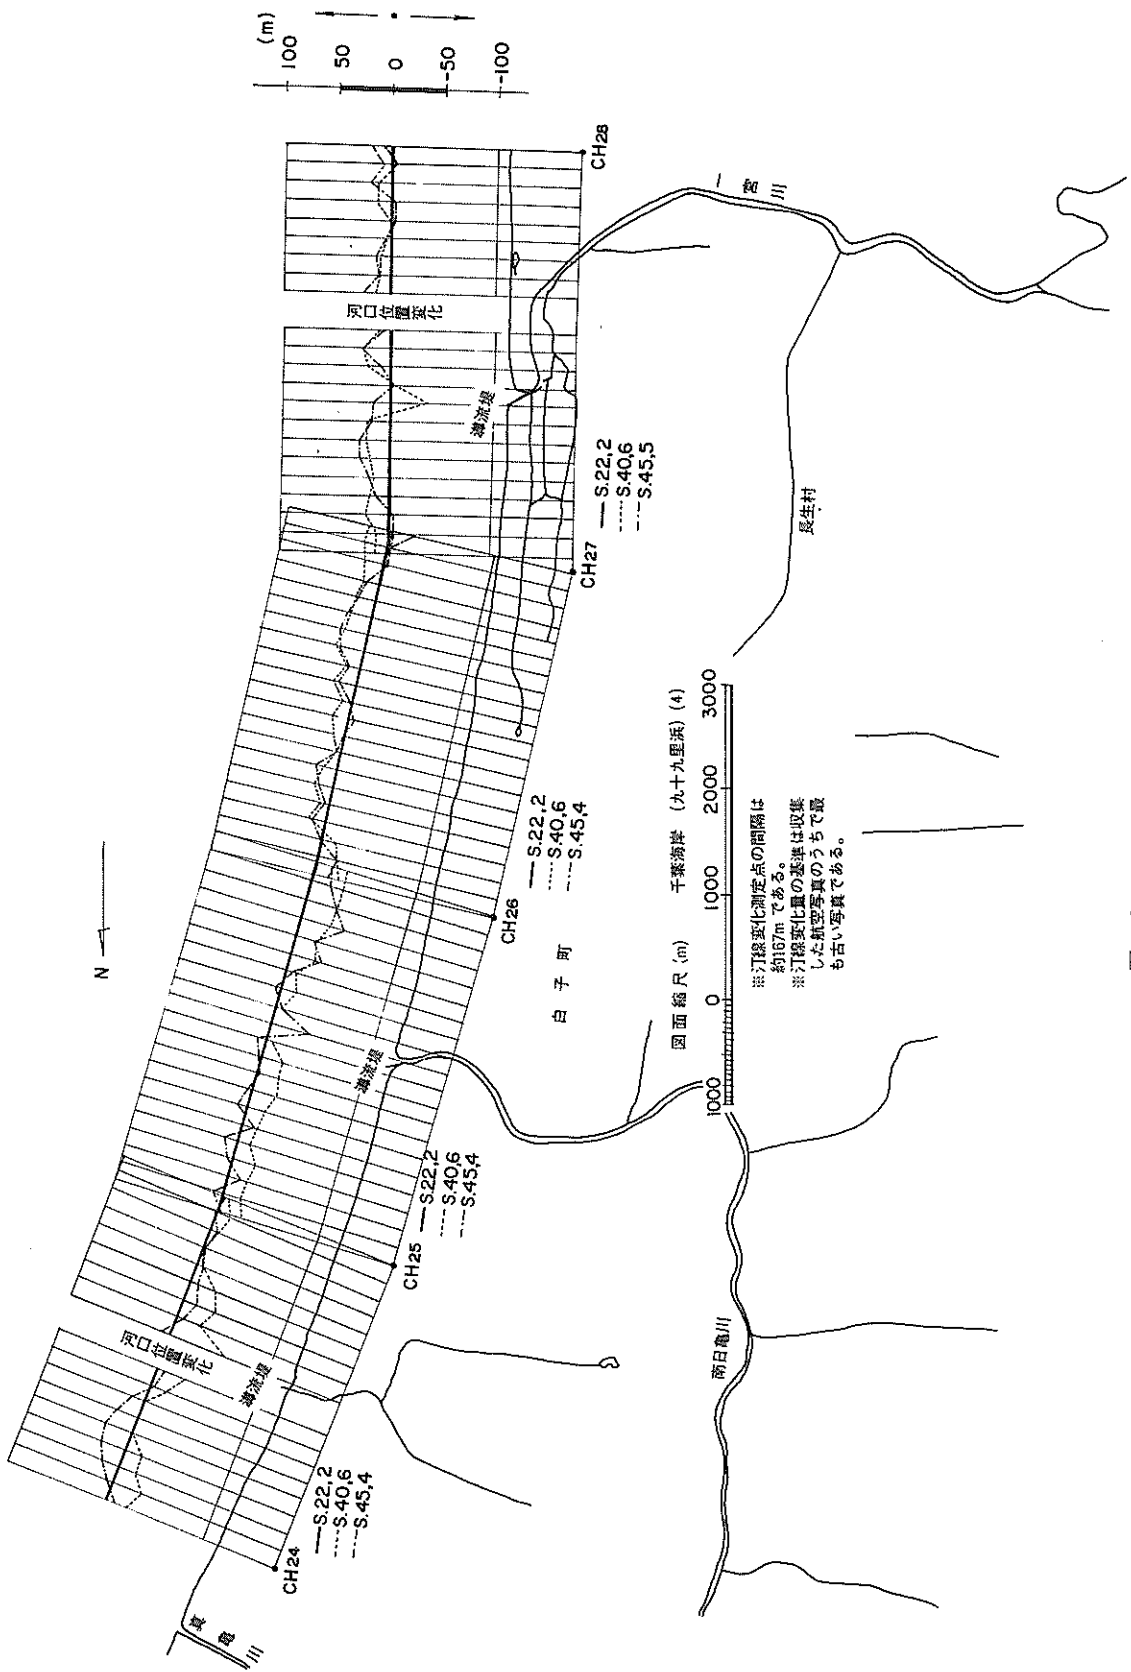 (m)
100
50
0
-50
-100
N
CH28
一宮川
河口位置変化
導流堤
S.22,2
S.40,6
S.45,5
CH27
長生村
S.22,2
S.40,6
S.45,4
CH26
白子町
導流堤
S.22,2
S.40,6
S.45,4
CH25
河口位置変化
導流堤
S.22,2
S.40,6
S.45,4
CH24
真亀川
南白亀川
千葉海岸 (九十九里浜) (4)
図面縮尺 (m)
1000 0 1000 2000 3000
※汀線変化測定点の間隔は
約167mである。
※汀線変化量の基準は収集
した航空写真のうちで最
も古い写真である。